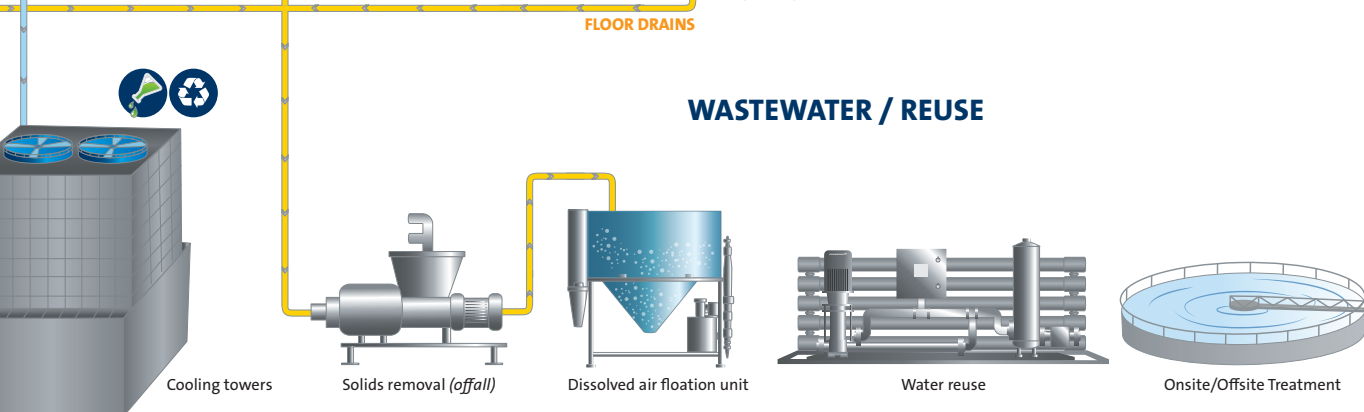 FLOOR DRAINS
WASTEWATER / REUSE
Cooling towers
Solids removal (offall)
Dissolved air floation unit
Water reuse
Onsite/Offsite Treatment